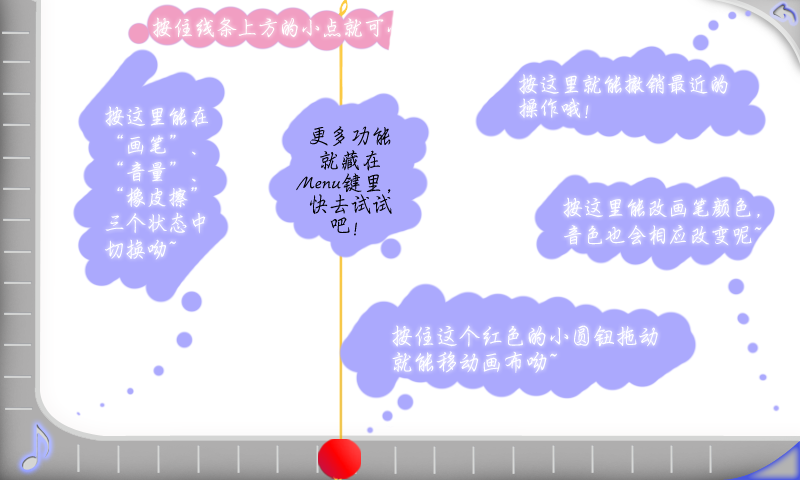 按住线条上方的小点就可
按这里能在
“画笔”、
“音量”、
“橡皮擦”
三个状态中
切换呦~
更多功能
就藏在
Menu键里，
快去试试
吧！
按这里就能撤销最近的
操作哦！
按这里能改画笔颜色，
音色也会相应改变呢~
按住这个红色的小圆钮拖动
就能移动画布呦~